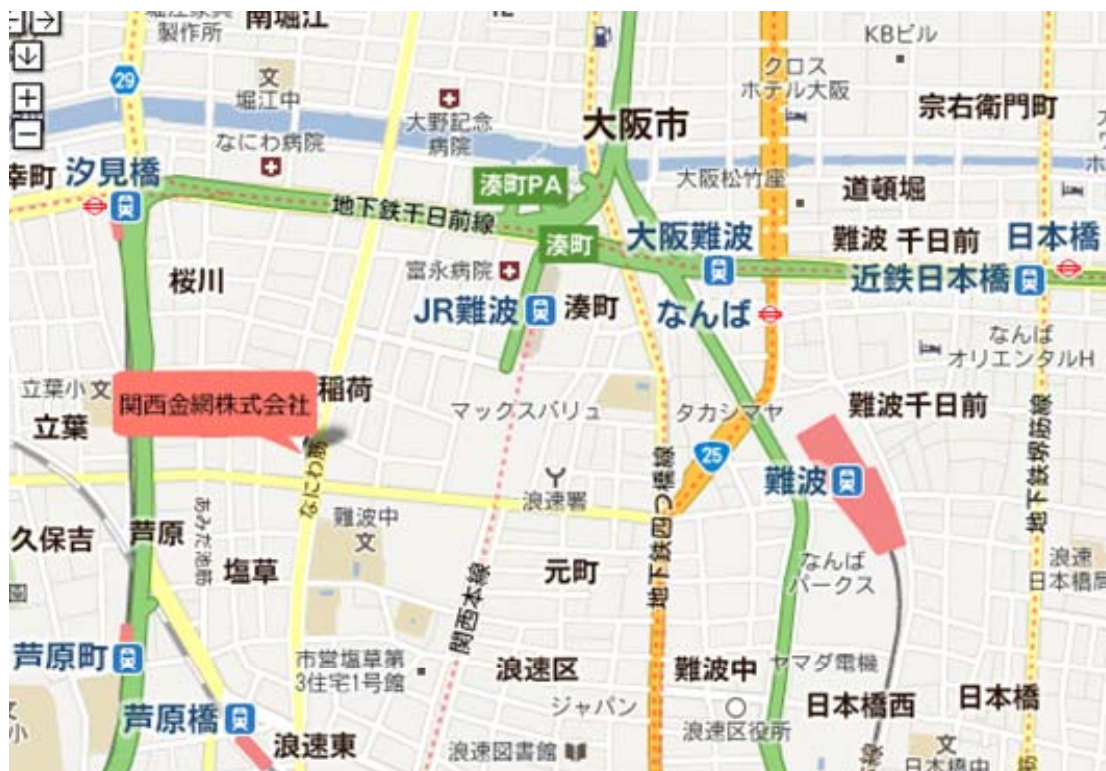 南堀江
製作所
29
文
堀江中
大野記念
病院
なにわ病院
大阪市
KBビル
クロス
ホテル大阪
宗右衛門町
幸町
汐見橋
湊町PA
大阪松竹座
道頓堀
地下鉄千日前線
湊町
大阪難波
難波 千日前
日本橋
近鉄日本橋
桜川
富永病院
JR難波
湊町
なんば
なんば
オリエンタルH
立葉小
文
関西金網株式会社
稲荷
立葉
マックスバリュ
タカシマヤ
難波千日前
25
難波
浪速署
なにわ筋
難波中
文
あみだ池筋
久保吉
芦原
塩草
元町
地下鉄四つ橋線
地下鉄堺筋線
なんば
パークス
浪速
日本橋局
関西本線
芦原町
市営塩草第
3住宅1号館
浪速区
難波中
ヤマダ電機
芦原橋
ジャパン
浪速区役所
日本橋西
日本橋
浪速東
浪速図書館
文
日本橋中
小
園